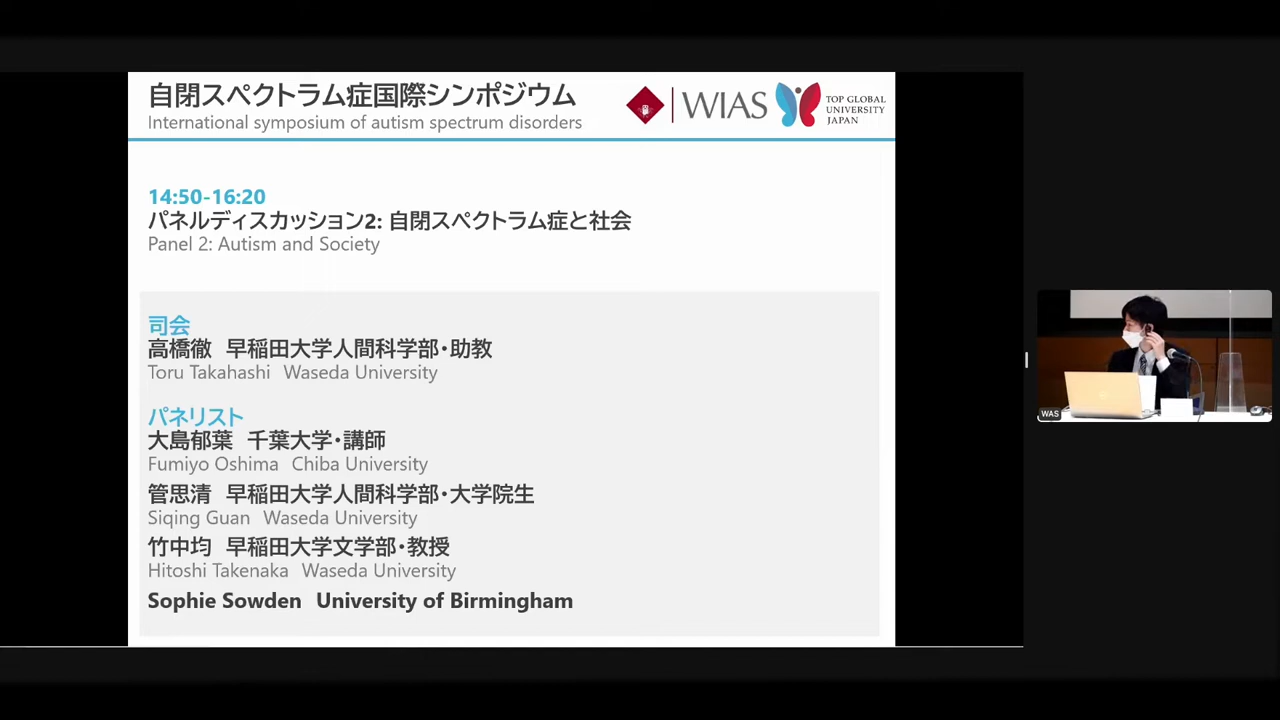 自閉スペクトラム症国際シンポジウム
International symposium of autism spectrum disorders
WIAS
TOP GLOBAL
UNIVERSITY
JAPAN
14:50-16:20
パネルディスカッション2: 自閉スペクトラム症と社会
Panel 2: Autism and Society
司会
高橋徹 早稲田大学人間科学部・助教
Toru Takahashi Waseda University
パネリスト
大島郁葉 千葉大学・講師
Fumiyo Oshima Chiba University
管思清 早稲田大学人間科学部・大学院生
Siqing Guan Waseda University
竹中均 早稲田大学文学部・教授
Hitoshi Takenaka Waseda University
Sophie Sowden University of Birmingham
WAS